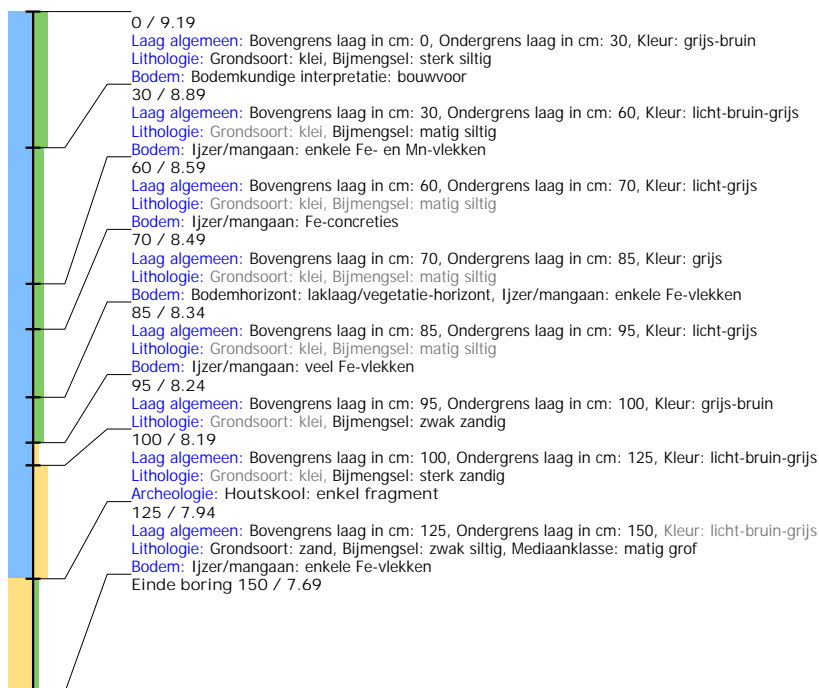 0 / 9.19
Laag algemeen: Bovengrens laag in cm: 0, Ondergrens laag in cm: 30, Kleur: grijs-bruin
Lithologie: Grondsoort: klei, Bijmengsel: sterk siltig
Bodem: Bodemkundige interpretatie: bouwvoor
30 / 8.89
Laag algemeen: Bovengrens laag in cm: 30, Ondergrens laag in cm: 60, Kleur: licht-bruin-grijs
Lithologie: Grondsoort: klei, Bijmengsel: matig siltig
Bodem: Ijzer/mangaan: enkele Fe- en Mn-vlekken
60 / 8.59
Laag algemeen: Bovengrens laag in cm: 60, Ondergrens laag in cm: 70, Kleur: licht-grijs
Lithologie: Grondsoort: klei, Bijmengsel: matig siltig
Bodem: Ijzer/mangaan: Fe-concreties
70 / 8.49
Laag algemeen: Bovengrens laag in cm: 70, Ondergrens laag in cm: 85, Kleur: grijs
Lithologie: Grondsoort: klei, Bijmengsel: matig siltig
Bodem: Bodemhorizont: laklaag/vegetatie-horizont, Ijzer/mangaan: enkele Fe-vlekken
85 / 8.34
Laag algemeen: Bovengrens laag in cm: 85, Ondergrens laag in cm: 95, Kleur: licht-grijs
Lithologie: Grondsoort: klei, Bijmengsel: matig siltig
Bodem: Ijzer/mangaan: veel Fe-vlekken
95 / 8.24
Laag algemeen: Bovengrens laag in cm: 95, Ondergrens laag in cm: 100, Kleur: grijs-bruin
Lithologie: Grondsoort: klei, Bijmengsel: zwak zandig
100 / 8.19
Laag algemeen: Bovengrens laag in cm: 100, Ondergrens laag in cm: 125, Kleur: licht-bruin-grijs
Lithologie: Grondsoort: klei, Bijmengsel: sterk zandig
Archeologie: Houtskool: enkel fragment
125 / 7.94
Laag algemeen: Bovengrens laag in cm: 125, Ondergrens laag in cm: 150, Kleur: licht-bruin-grijs
Lithologie: Grondsoort: zand, Bijmengsel: zwak siltig, Mediaanklasse: matig grof
Bodem: Ijzer/mangaan: enkele Fe-vlekken
Einde boring 150 / 7.69